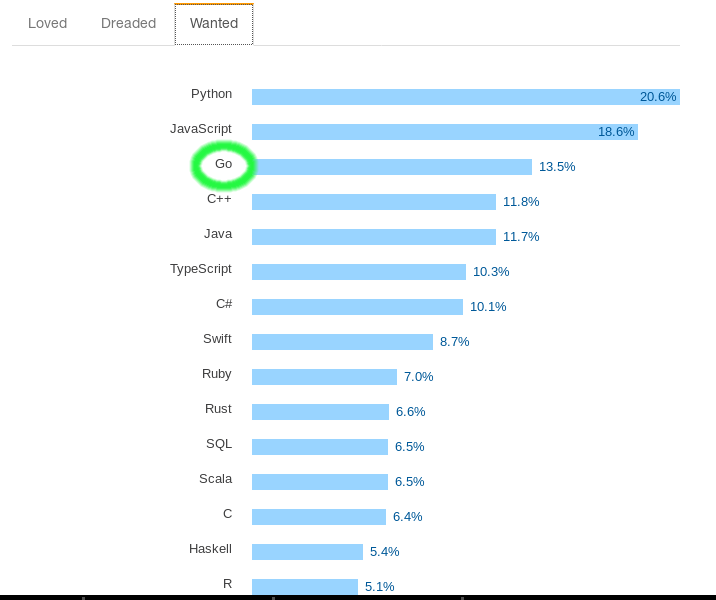 Loved Dreaded Wanted
Python 20.6%
JavaScript 18.6%
Go 13.5%
C++ 11.8%
Java 11.7%
TypeScript 10.3%
C# 10.1%
Swift 8.7%
Ruby 7.0%
Rust 6.6%
SQL 6.5%
Scala 6.5%
C 6.4%
Haskell 5.4%
R 5.1%